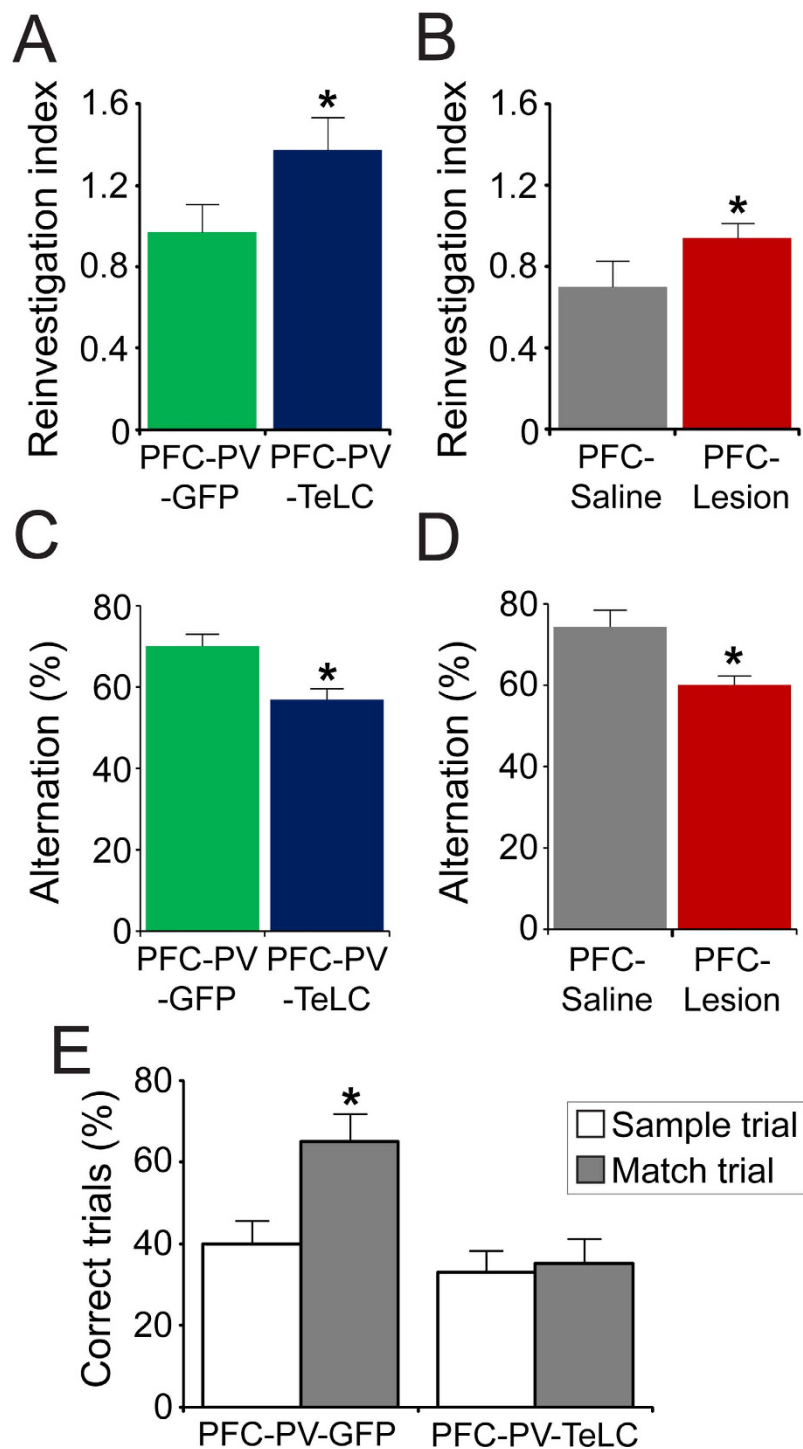 A
Reinvestigation index
1.6
1.2
0.8
0.4
0
*
PFC-PV
-GFP
PFC-PV
-TeLC
B
Reinvestigation index
1.6
1.2
0.8
0.4
0
*
PFC-
Saline
PFC-
Lesion
C
Alternation (%)
80
60
40
20
0
*
PFC-PV
-GFP
PFC-PV
-TeLC
D
Alternation (%)
80
60
40
20
0
*
PFC-
Saline
PFC-
Lesion
E
Correct trials (%)
80
60
40
20
0
*
Sample trial
Match trial
PFC-PV-GFP
PFC-PV-TeLC